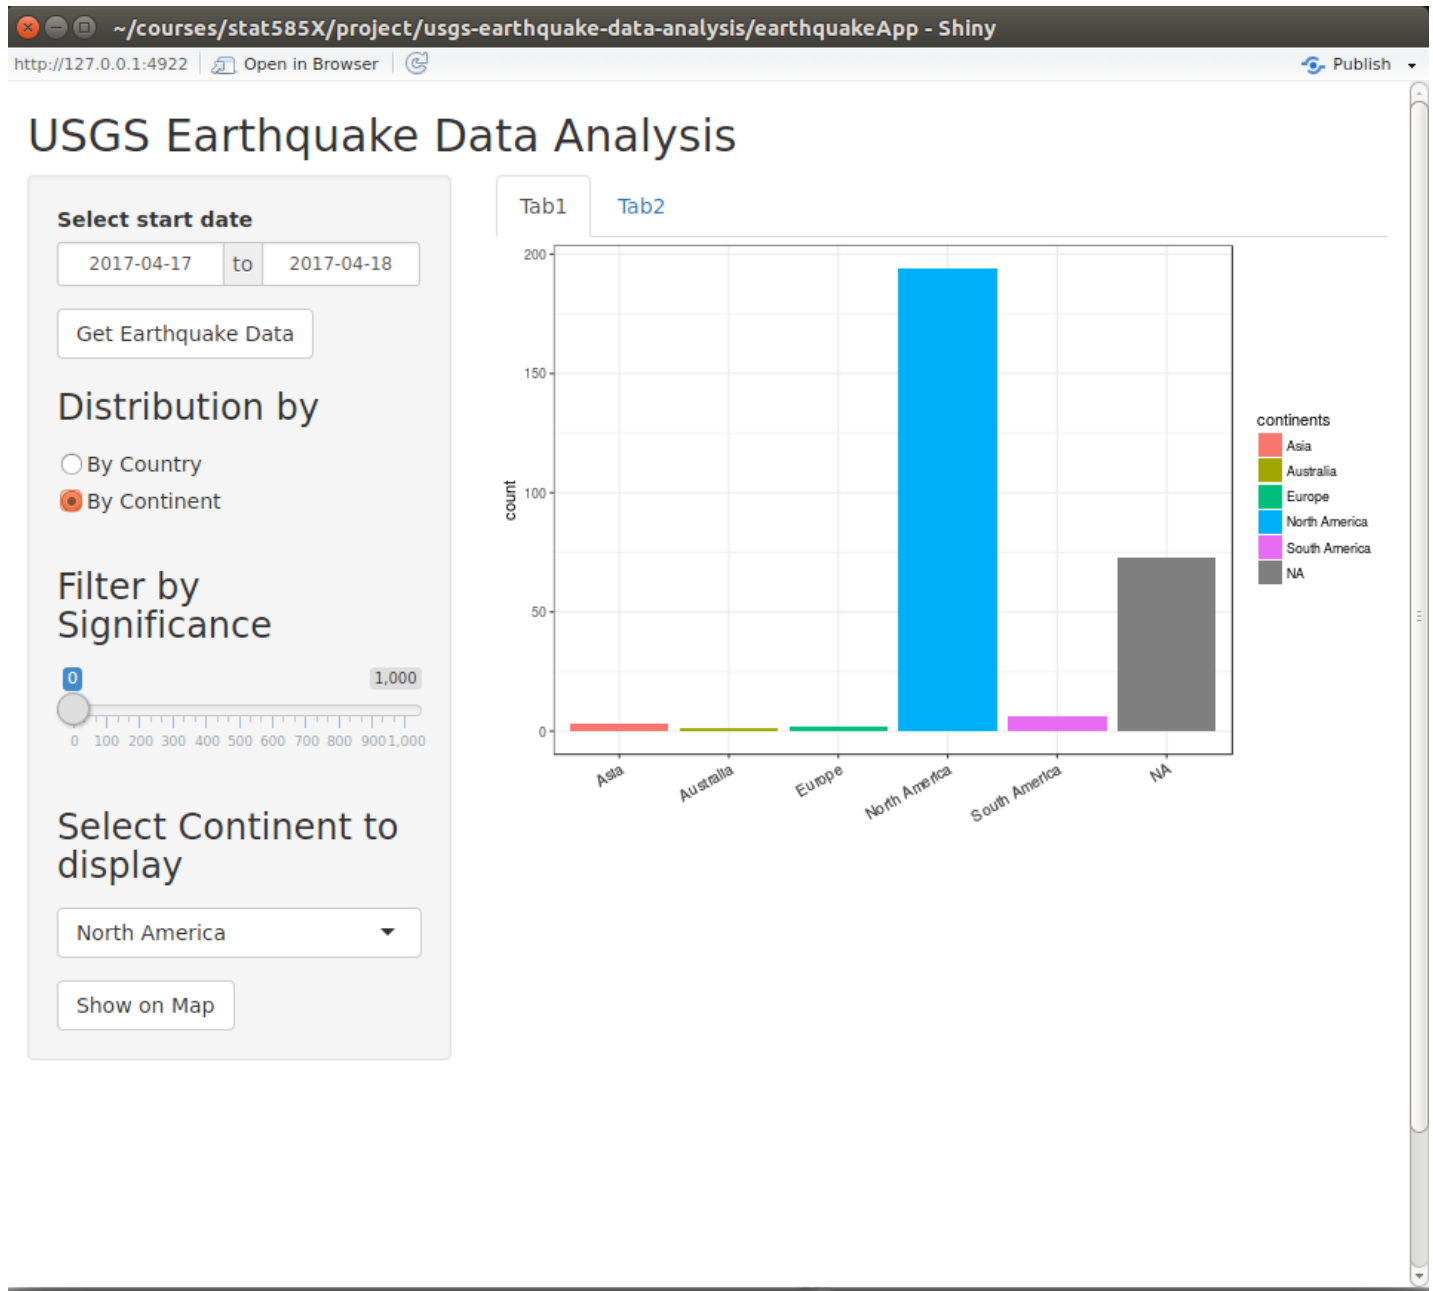 ~/courses/stat585X/project/usgs-earthquake-data-analysis/earthquakeApp - Shiny
http://127.0.0.1:4922 Open in Browser Publish
USGS Earthquake Data Analysis
Select start date
2017-04-17 to 2017-04-18
Get Earthquake Data
Distribution by
By Country
By Continent
Filter by
Significance
0 1,000
0 100 200 300 400 500 600 700 800 900 1,000
Select Continent to
display
North America
Show on Map
Tab1 Tab2
200
150
100
50
0
count
Asia Australia Europe North America South America NA
continents
Asia
Australia
Europe
North America
South America
NA